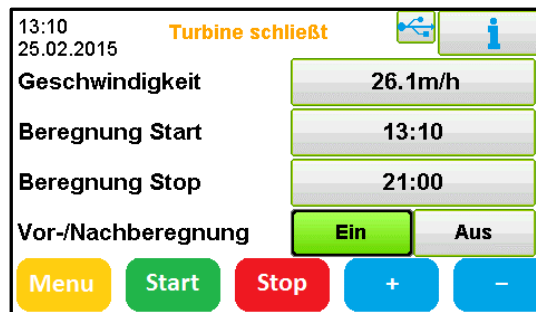 13:10
25.02.2015
Turbine schließt
i
Geschwindigkeit 26.1m/h
Beregnung Start 13:10
Beregnung Stop 21:00
Vor-/Nachberegnung Ein Aus
Menu Start Stop + −